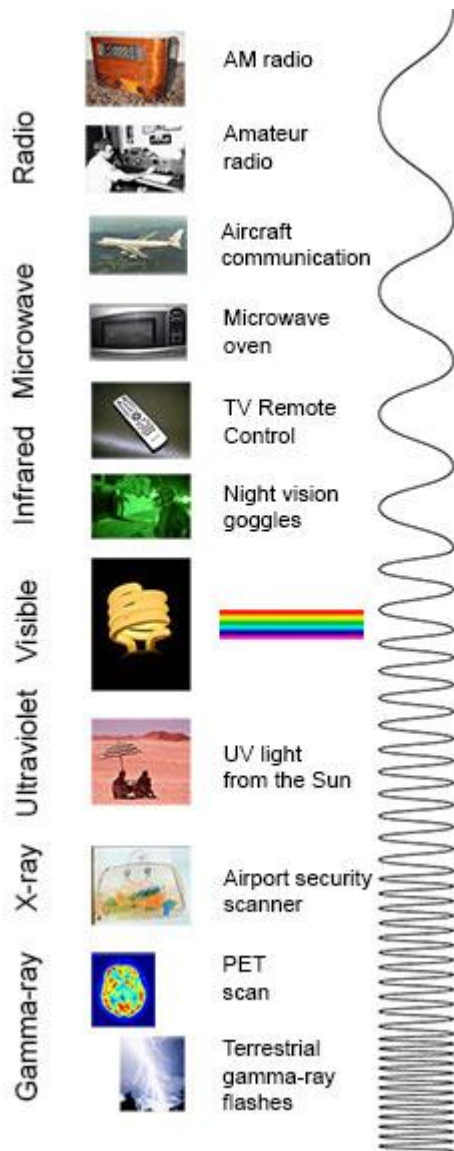 Radio
AM radio
Amateur
radio
Aircraft
communication
Microwave
Microwave
oven
Infrared
TV Remote
Control
Night vision
goggles
Visible
Ultraviolet
UV light
from the Sun
X-ray
Airport security
scanner
Gamma-ray
PET
scan
Terrestrial
gamma-ray
flashes